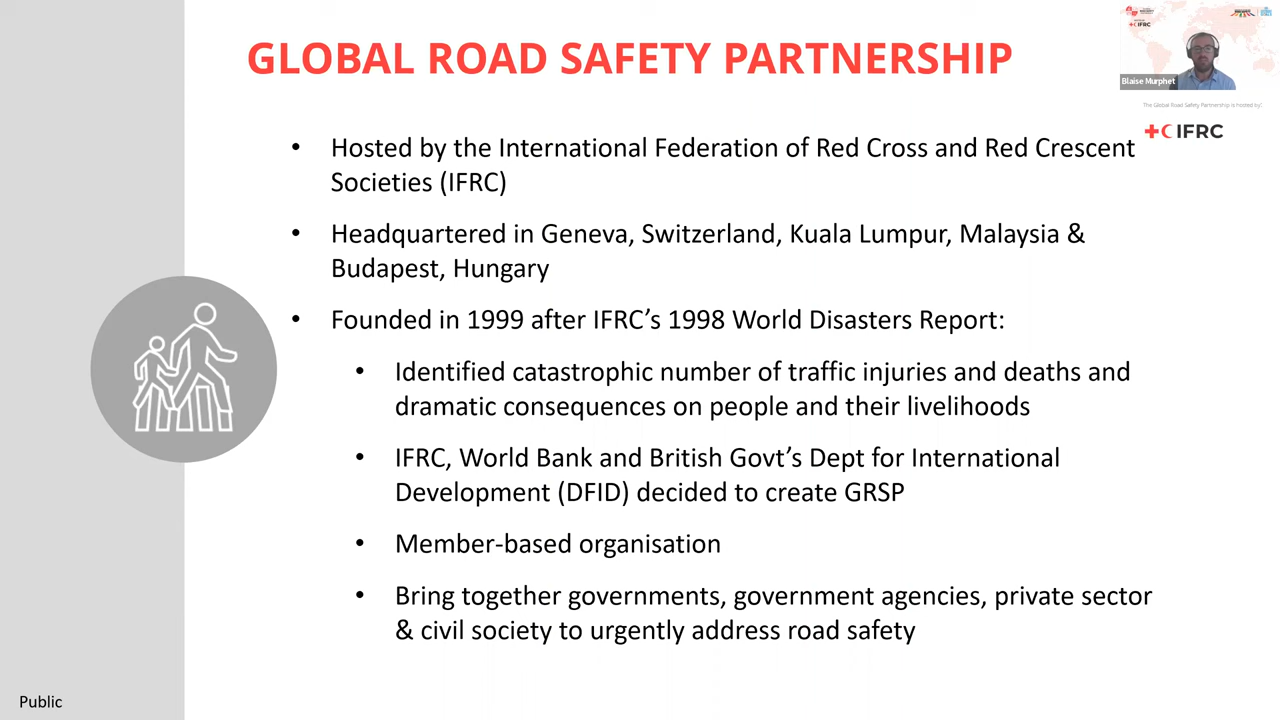 GLOBAL ROAD SAFETY PARTNERSHIP
IFRC
Blaise Murphet
The Global Road Safety Partnership is hosted by:
IFRC
• Hosted by the International Federation of Red Cross and Red Crescent
Societies (IFRC)
• Headquartered in Geneva, Switzerland, Kuala Lumpur, Malaysia &
Budapest, Hungary
• Founded in 1999 after IFRC’s 1998 World Disasters Report:
• Identified catastrophic number of traffic injuries and deaths and
dramatic consequences on people and their livelihoods
• IFRC, World Bank and British Govt’s Dept for International
Development (DFID) decided to create GRSP
• Member-based organisation
• Bring together governments, government agencies, private sector
& civil society to urgently address road safety
Public